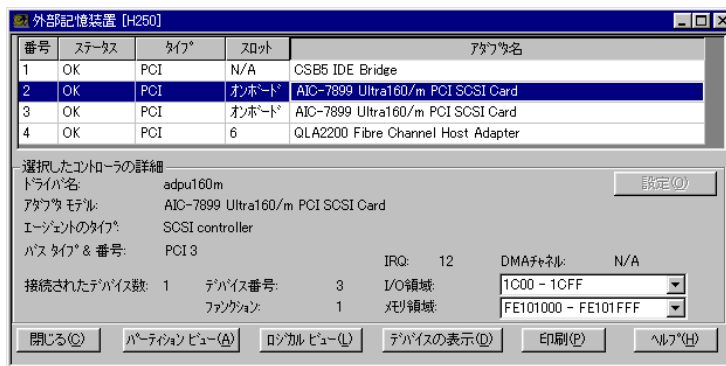 外部記憶装置 [H250]
番号 ステータス タイプ スロット アダプタ名
1 OK PCI N/A CSB5 IDE Bridge
2 OK PCI オンボード AIC-7899 Ultra160/m PCI SCSI Card
3 OK PCI オンボード AIC-7899 Ultra160/m PCI SCSI Card
4 OK PCI 6 QLA2200 Fibre Channel Host Adapter
選択したコントローラの詳細
ドライバ名: adpu160m 設定(O)
アダプタ モデル: AIC-7899 Ultra160/m PCI SCSI Card
エージェントのタイプ: SCSI controller
バス タイプ & 番号: PCI 3
IRQ: 12 DMAチャネル: N/A
接続されたデバイス数: 1 デバイス番号: 3 I/O領域: 1C00 - 1CFF
ファンクション: 1 メモリ領域: FE101000 - FE101FFF
閉じる(C) パーティション ビュー(A) ロジカル ビュー(L) デバイスの表示(D) 印刷(P) ヘルプ(H)